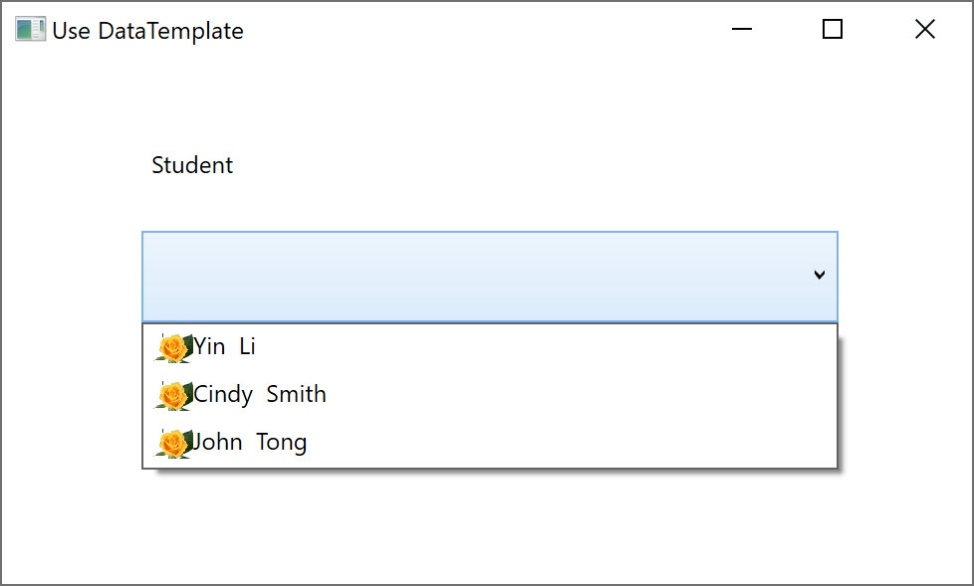 Use DataTemplate
Student
Yin Li
Cindy Smith
John Tong